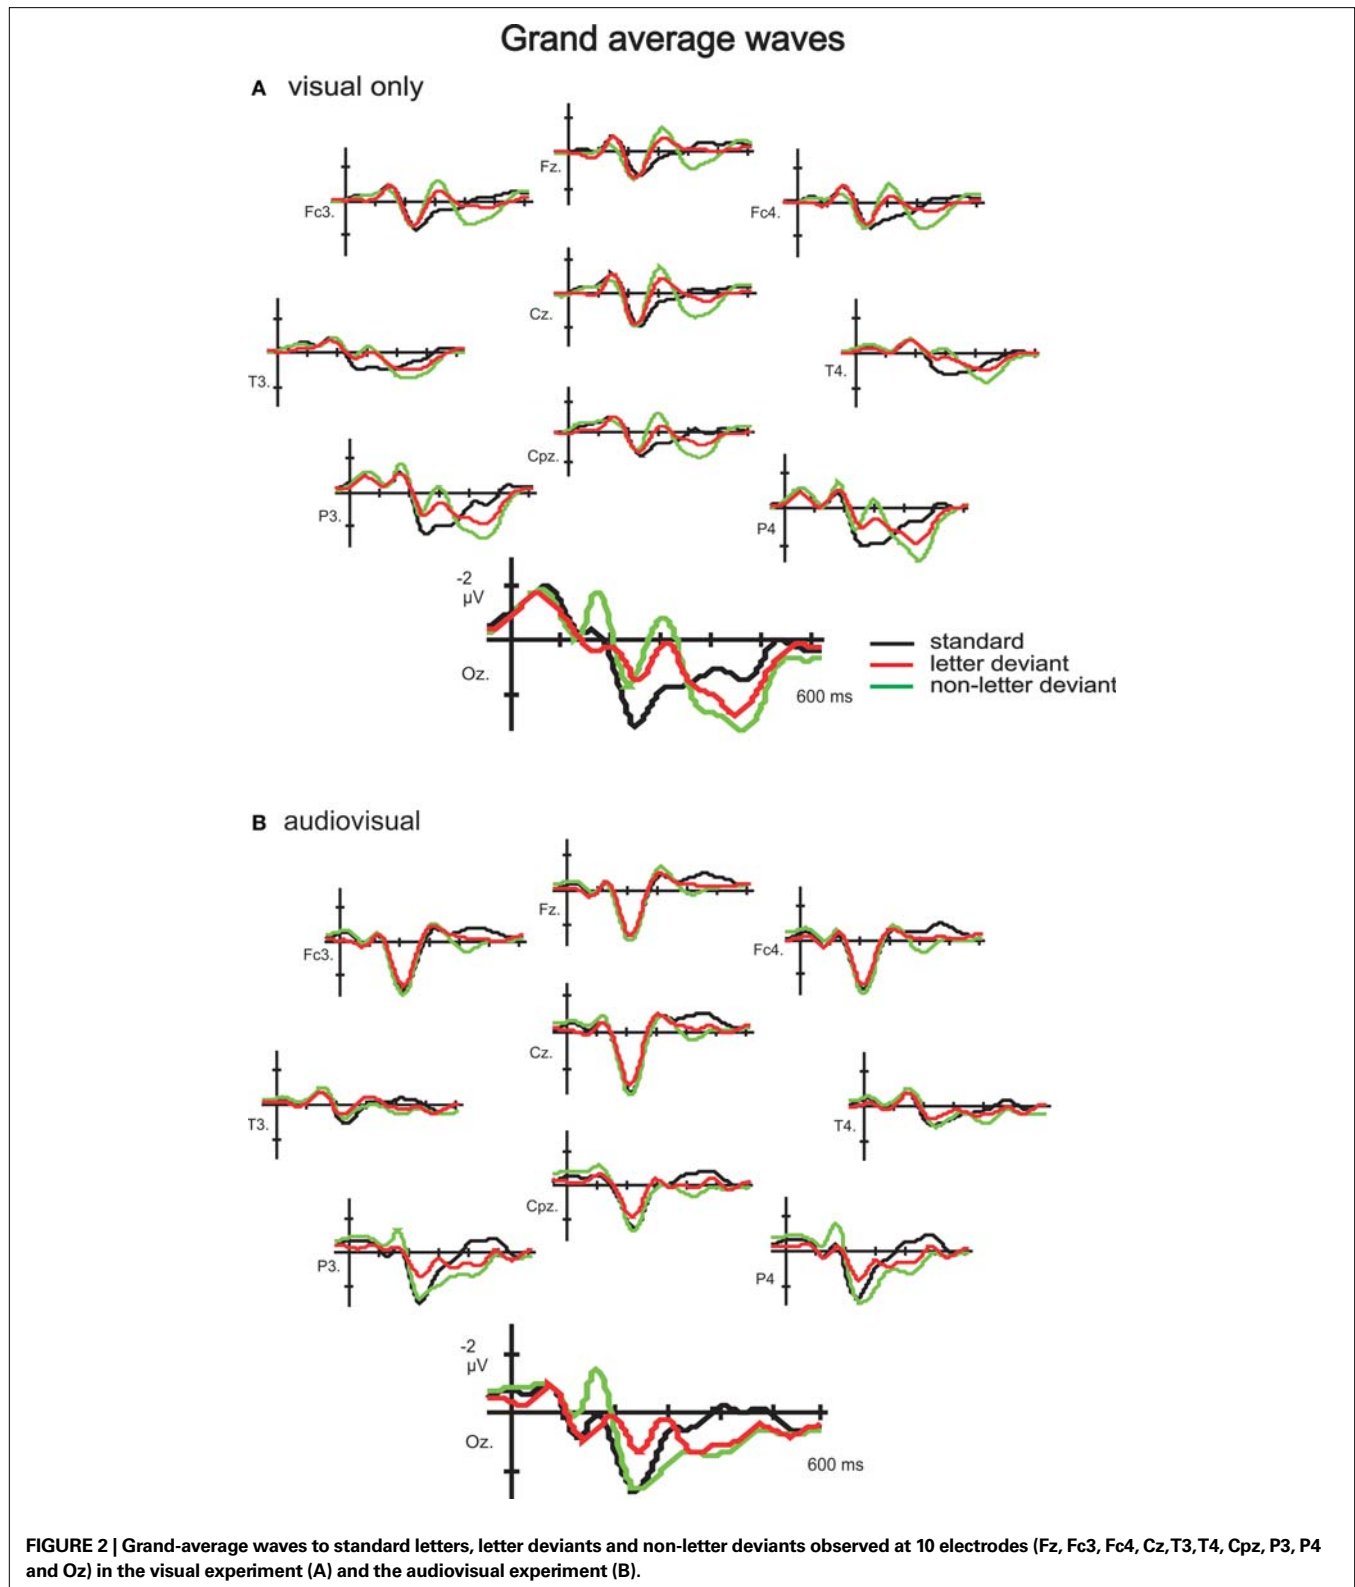 Grand average waves
A visual only
Fz.
Fc3.
Fc4.
Cz.
T3.
T4.
Cpz.
P3.
P4
-2
µV
Oz.
600 ms
standard
letter deviant
non-letter deviant
B audiovisual
Fz.
Fc3.
Fc4.
Cz.
T3.
T4.
Cpz.
P3.
P4
-2
µV
Oz.
600 ms
FIGURE 2 | Grand-average waves to standard letters, letter deviants and non-letter deviants observed at 10 electrodes (Fz, Fc3, Fc4, Cz,T3,T4, Cpz, P3, P4
and Oz) in the visual experiment (A) and the audiovisual experiment (B).